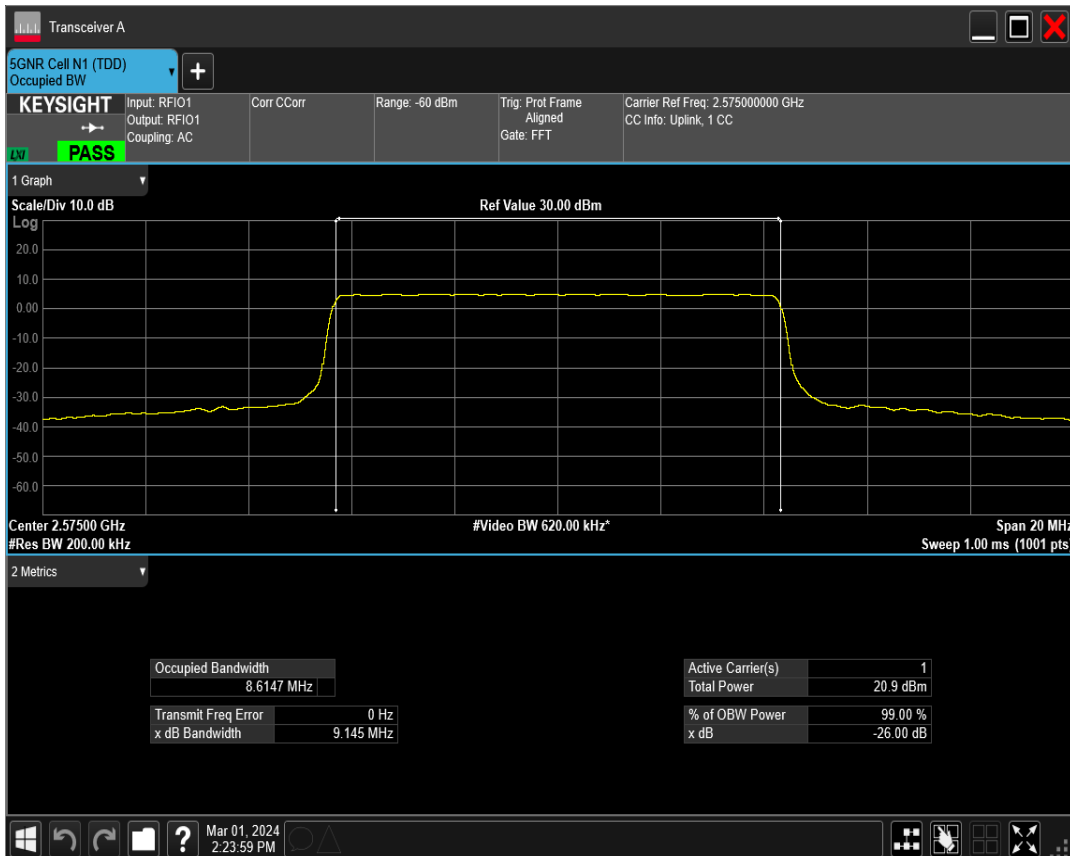 Transceiver A
5GNR Cell N1 (TDD)
Occupied BW
+
KEYSIGHT
LXI
PASS
Input: RFIO1
Output: RFIO1
Coupling: AC
Corr CCorr
Range: -60 dBm
Trig: Prot Frame
Aligned
Gate: FFT
Carrier Ref Freq: 2.575000000 GHz
CC Info: Uplink, 1 CC
1 Graph
Scale/Div 10.0 dB
Ref Value 30.00 dBm
Log
20.0
10.0
0.00
-10.0
-20.0
-30.0
-40.0
-50.0
-60.0
Center 2.57500 GHz
#Video BW 620.00 kHz*
Span 20 MHz
#Res BW 200.00 kHz
Sweep 1.00 ms (1001 pts)
2 Metrics
Occupied Bandwidth
8.6147 MHz
Transmit Freq Error 0 Hz
x dB Bandwidth 9.145 MHz
Active Carrier(s) 1
Total Power 20.9 dBm
% of OBW Power 99.00 %
x dB -26.00 dB
?
Mar 01, 2024
2:23:59 PM